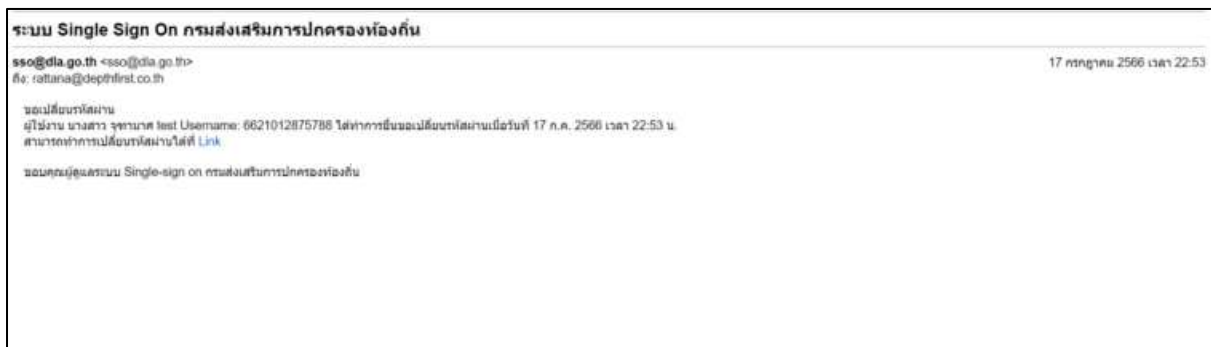 ระบบ Single Sign On กรมส่งเสริมการปกครองท้องถิ่น
sso@dla.go.th <sso@dla.go.th>
17 กรกฎาคม 2566 เวลา 22:53
ถึง: rattana@depthfirst.co.th
ขอเปลี่ยนรหัสผ่าน
ผู้ใช้งาน นางสาว จุฑามาศ test Username: 6621012875788 ได้ทำการยื่นขอเปลี่ยนรหัสผ่านเมื่อวันที่ 17 ก.ค. 2566 เวลา 22:53 น.
สามารถทำการเปลี่ยนรหัสผ่านได้ที่ Link
ขอบคุณผู้ดูแลระบบ Single-sign on กรมส่งเสริมการปกครองท้องถิ่น